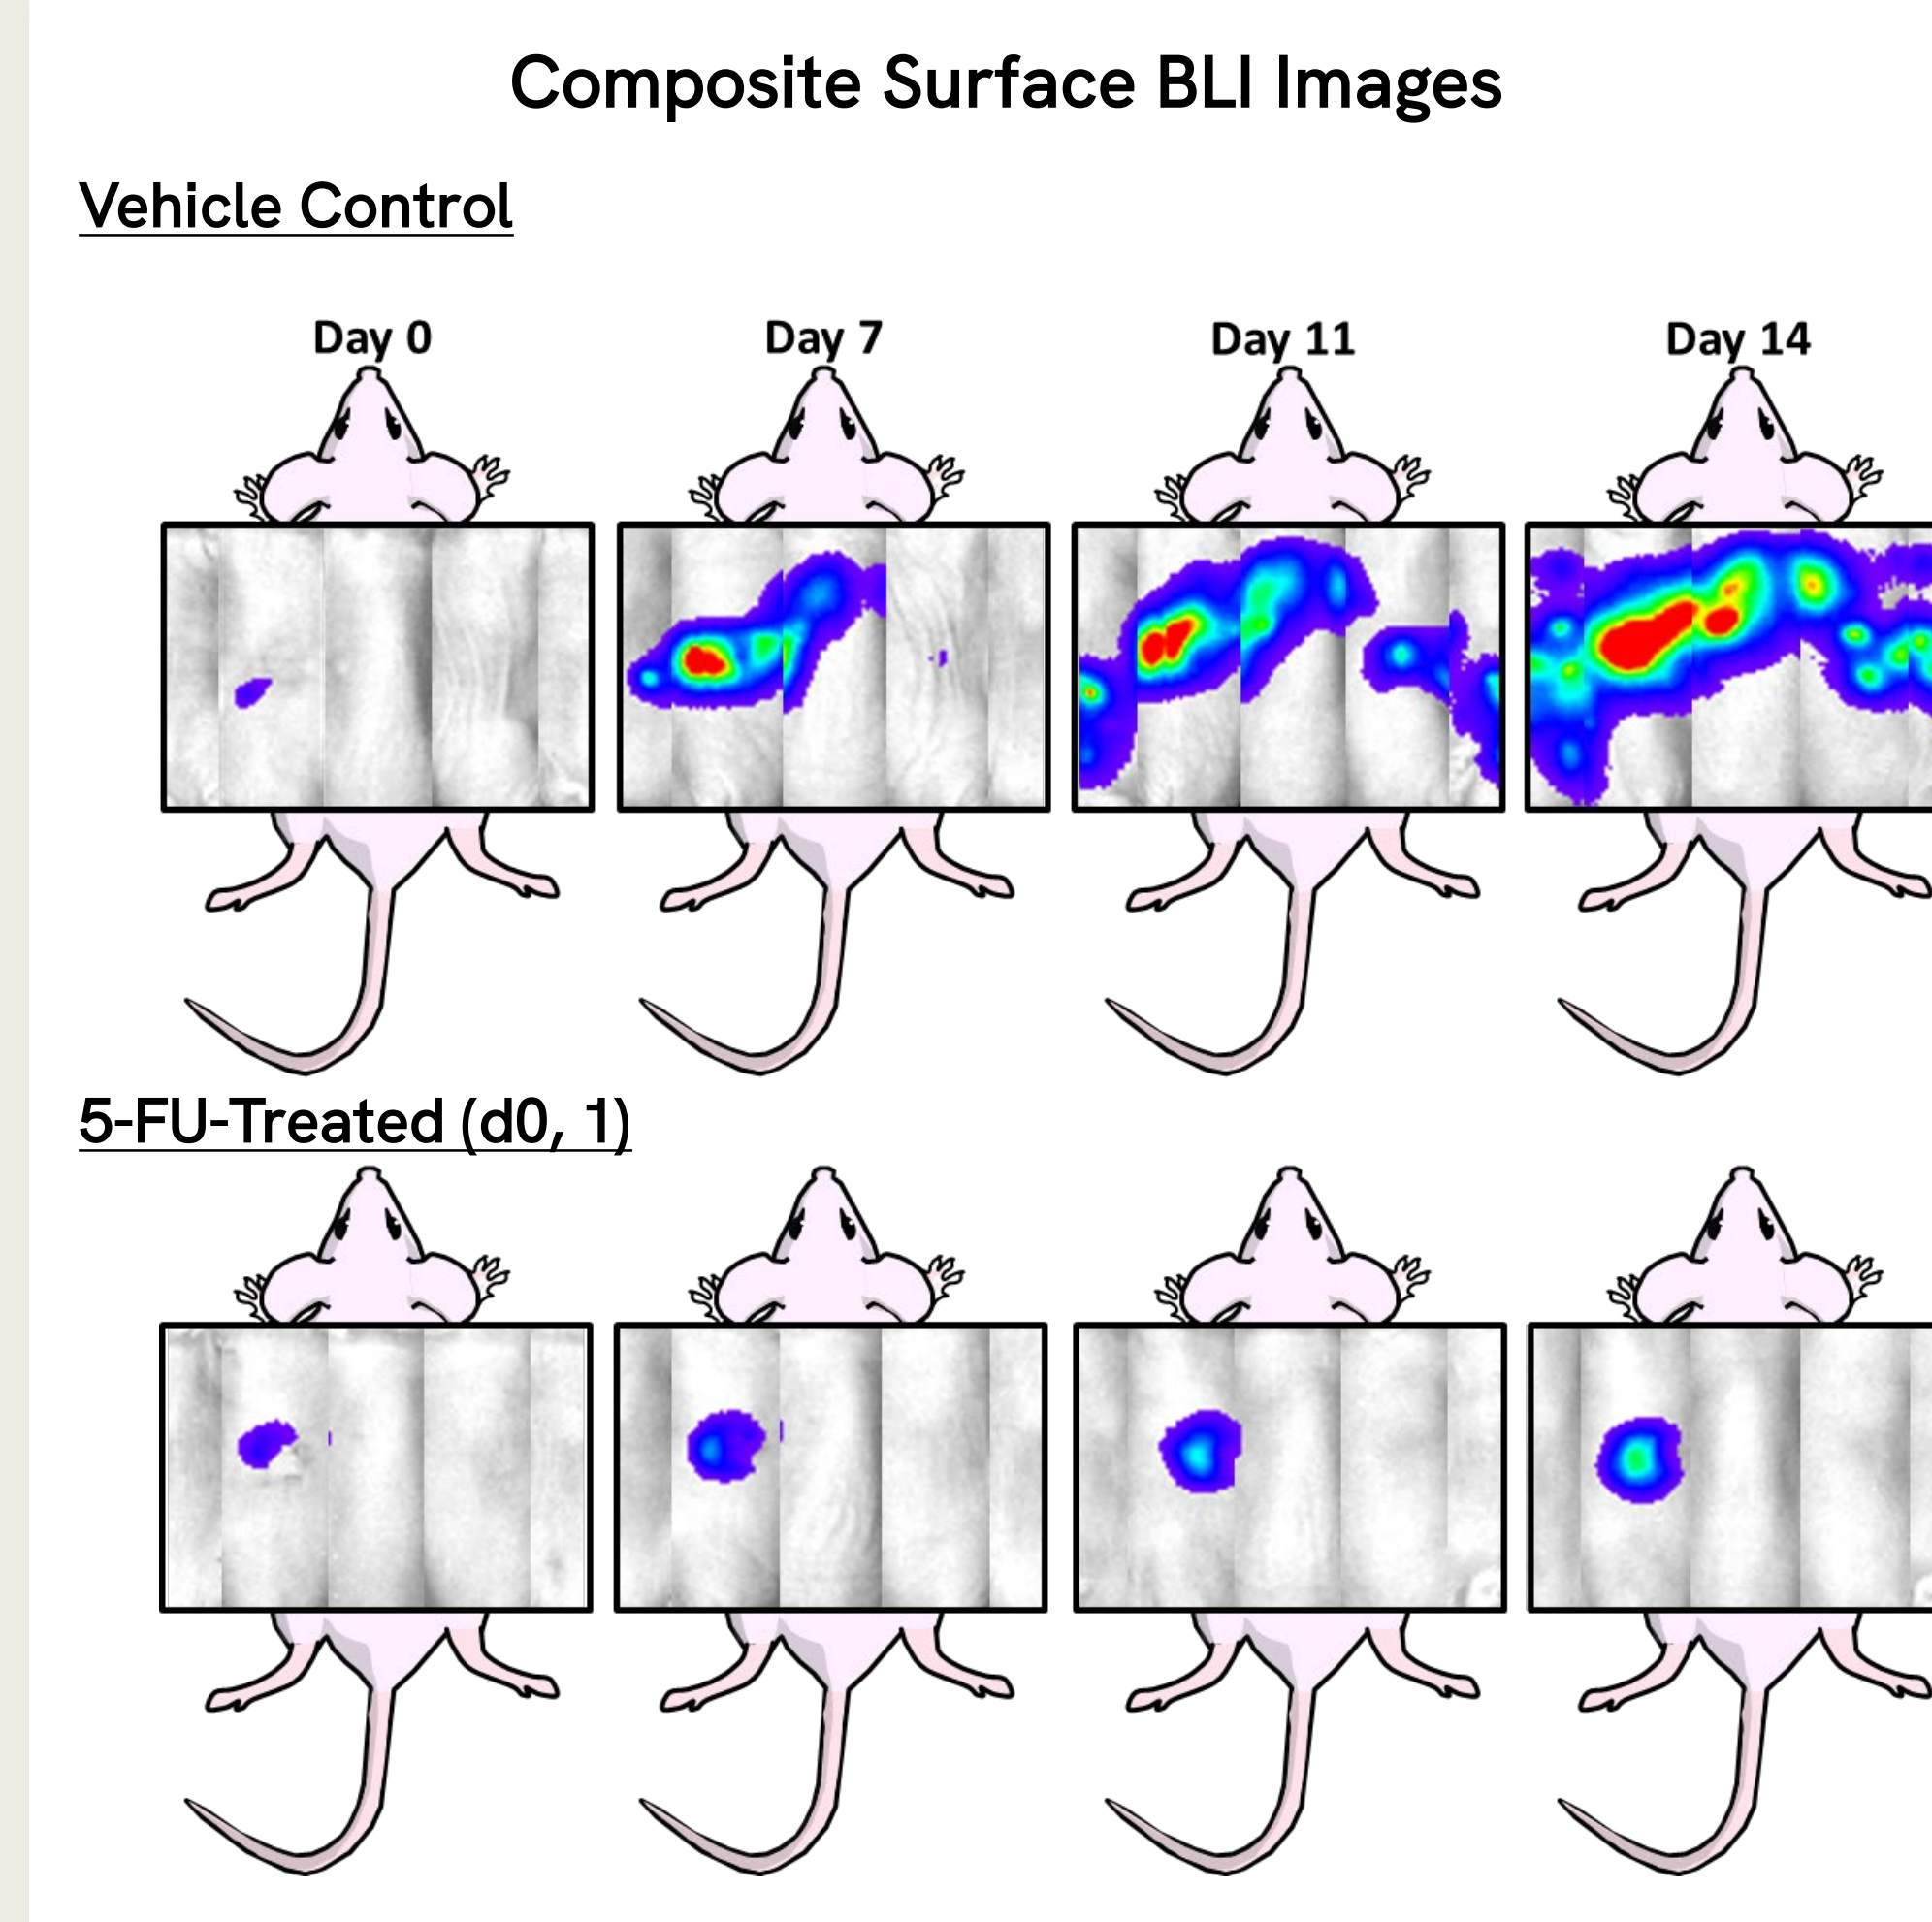 Composite Surface BLI Images
Vehicle Control
Day 0 Day 7 Day 11 Day 14
5-FU-Treated (d0, 1)